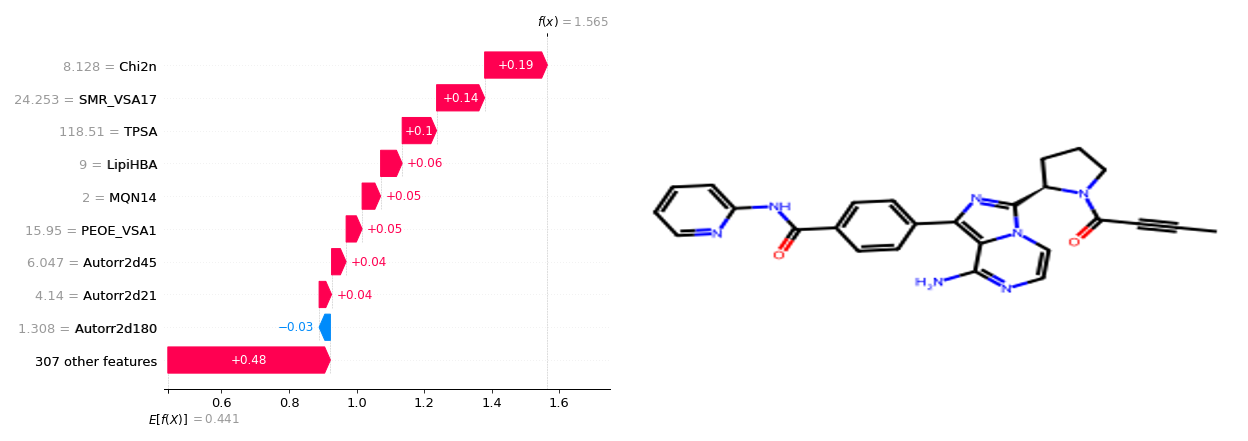 f(x) = 1.565
8.128 = Chi2n
+0.19
24.253 = SMR_VSA17
+0.14
118.51 = TPSA
+0.1
9 = LipiHBA
+0.06
2 = MQN14
+0.05
15.95 = PEOE_VSA1
+0.05
6.047 = Autorr2d45
+0.04
4.14 = Autorr2d21
+0.04
1.308 = Autorr2d180
−0.03
307 other features
+0.48
0.6 0.8 1.0 1.2 1.4 1.6
E[f(X)] = 0.441
N
NH
O
N
N
N
H₂N
N
O